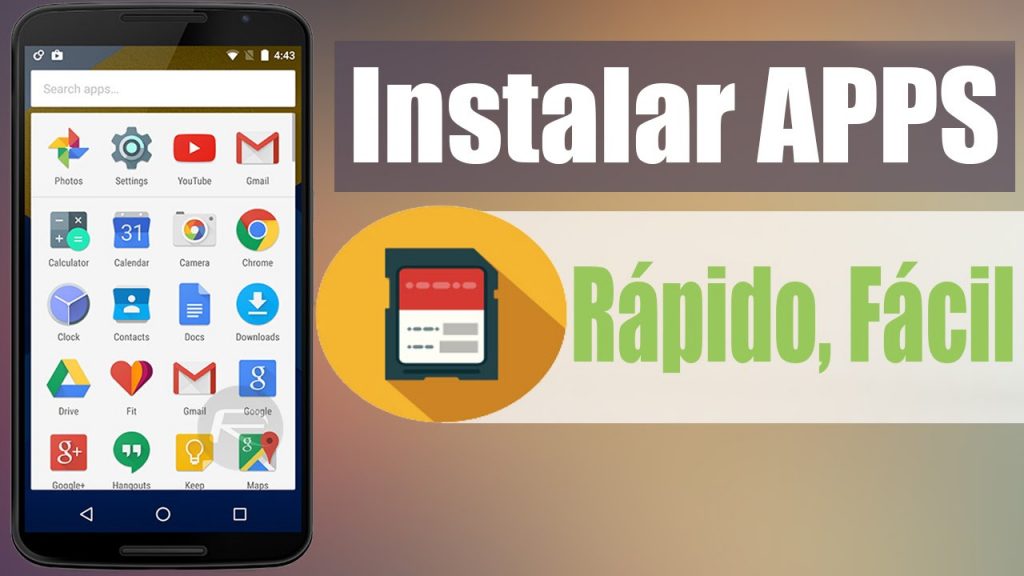 4:43
Search apps...
Photos Settings YouTube Gmail
31
Calculator Calendar Camera Chrome
Clock Contacts Docs Downloads
g
Drive Fit Gmail Google
g+ g
Google+ Hangouts Keep Maps
Instalar APPS
Rápido, Fácil